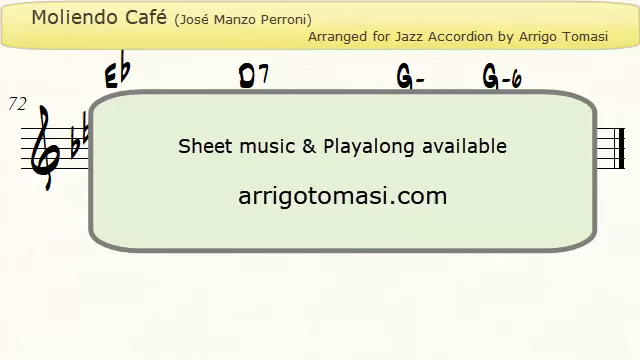 Moliendo Café (José Manzo Perroni)
Arranged for Jazz Accordion by Arrigo Tomasi
E♭ D7 G- G-6
72
Sheet music & Playalong available
arrigotomasi.com